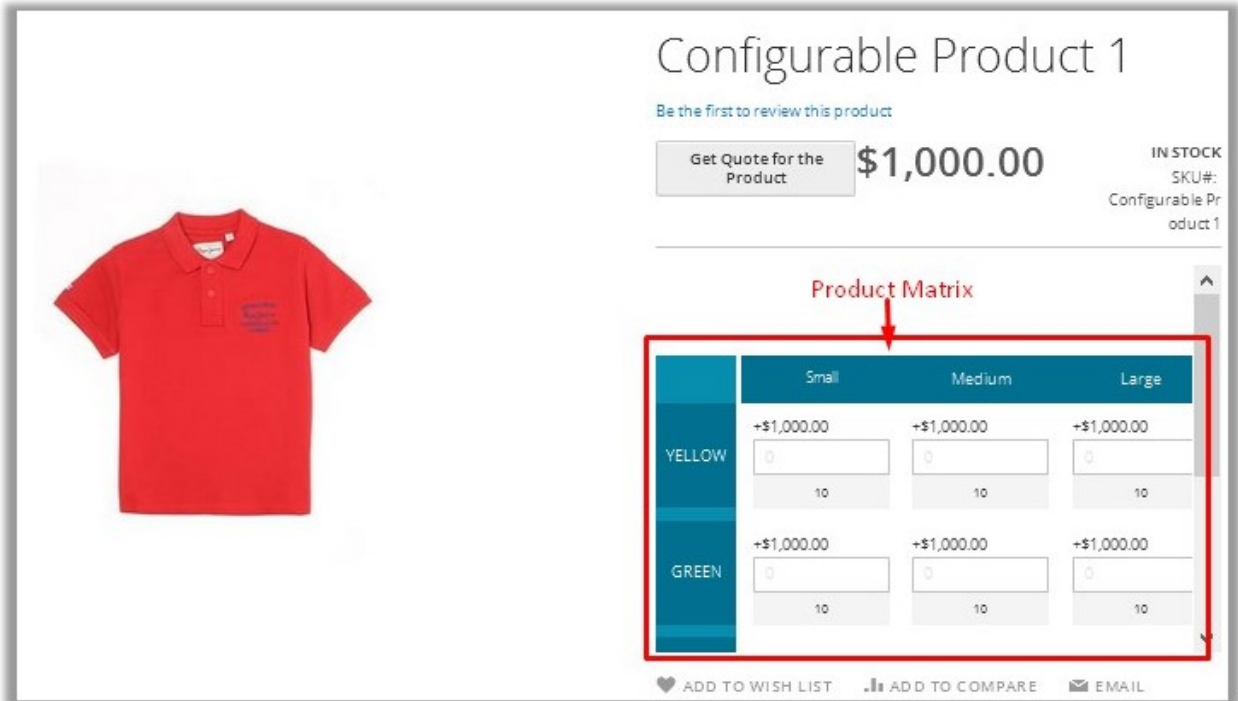 Configurable Product 1
Be the first to review this product
Get Quote for the
Product
$1,000.00
IN STOCK
SKU#:
Configurable Pr
oduct 1
Product Matrix
Small Medium Large
YELLOW
+$1,000.00 +$1,000.00 +$1,000.00
0 0 0
10 10 10
GREEN
+$1,000.00 +$1,000.00 +$1,000.00
0 0 0
10 10 10
ADD TO WISH LIST ADD TO COMPARE EMAIL